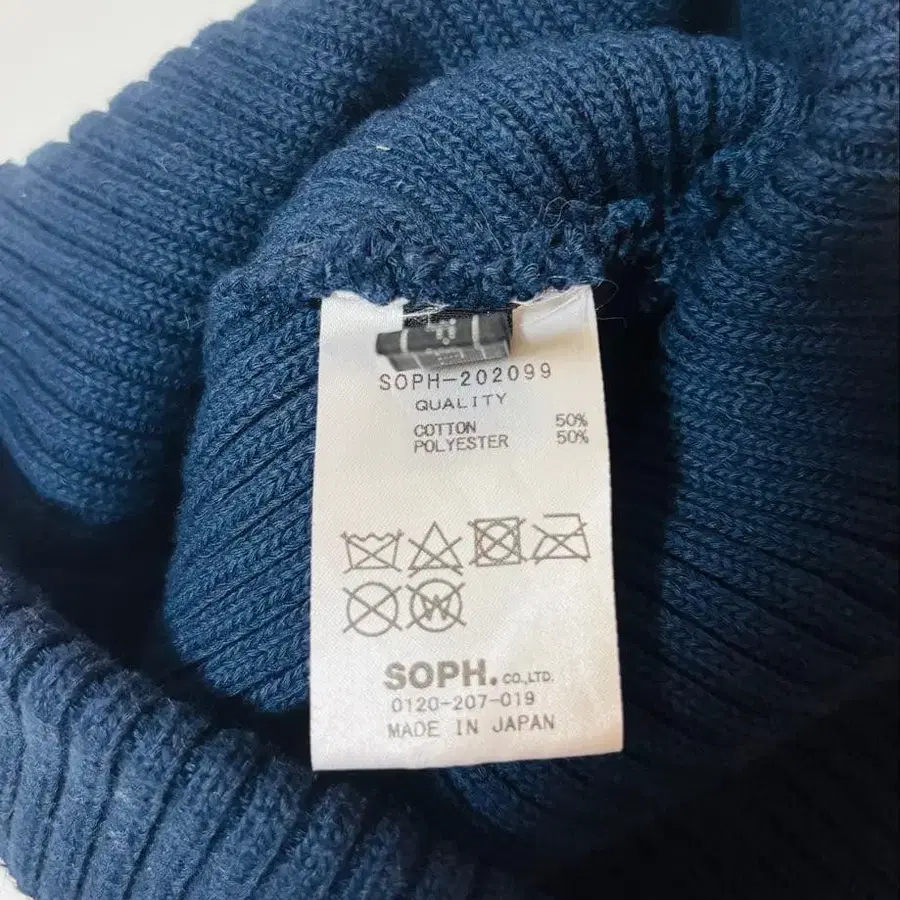 SOPH-202099
QUALITY
COTTON 50%
POLYESTER 50%
W
SOPH. CO.,LTD.
0120-207-019
MADE IN JAPAN